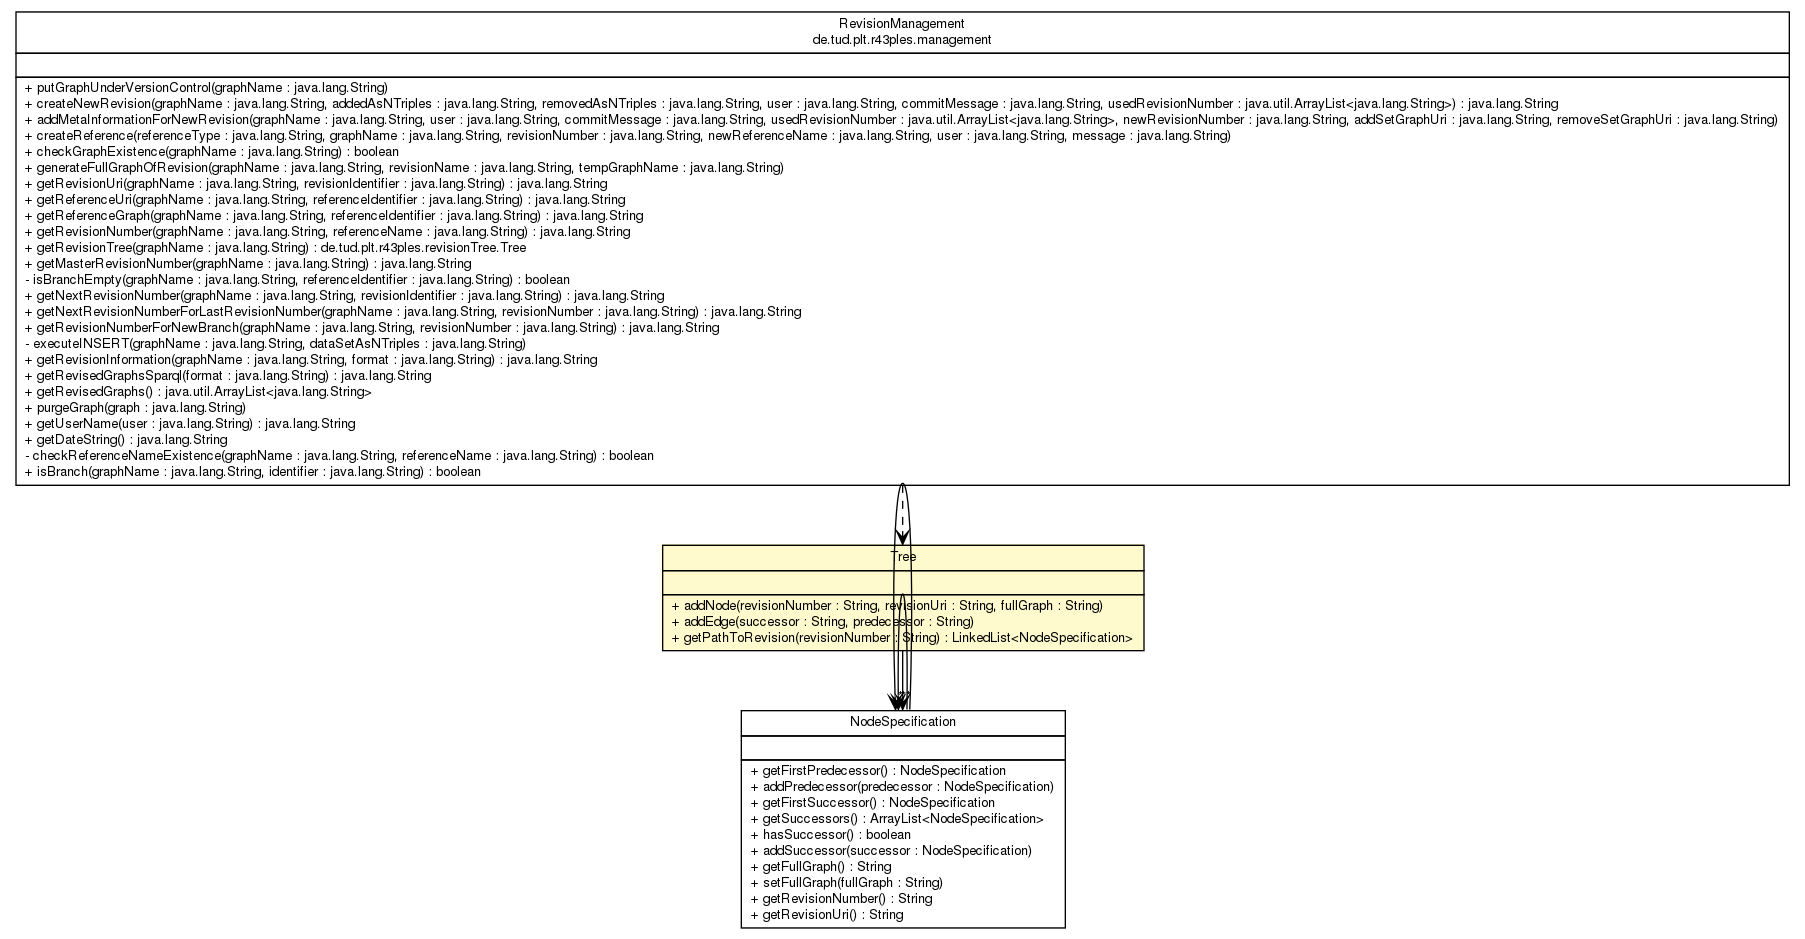 RevisionManagement
de.tud.plt.r43ples.management
+ putGraphUnderVersionControl(graphName : java.lang.String)
+ createNewRevision(graphName : java.lang.String, addedAsNTriples : java.lang.String, removedAsNTriples : java.lang.String, user : java.lang.String, commitMessage : java.lang.String, usedRevisionNumber : java.util.ArrayList<java.lang.String>) : java.lang.String
+ addMetaInformationForNewRevision(graphName : java.lang.String, user : java.lang.String, commitMessage : java.lang.String, usedRevisionNumber : java.util.ArrayList<java.lang.String>, newRevisionNumber : java.lang.String, addSetGraphUri : java.lang.String, removeSetGraphUri : java.lang.String)
+ createReference(referenceType : java.lang.String, graphName : java.lang.String, revisionNumber : java.lang.String, newReferenceName : java.lang.String, user : java.lang.String, message : java.lang.String)
+ checkGraphExistence(graphName : java.lang.String) : boolean
+ generateFullGraphOfRevision(graphName : java.lang.String, revisionName : java.lang.String, tempGraphName : java.lang.String)
+ getRevisionUri(graphName : java.lang.String, revisionIdentifier : java.lang.String) : java.lang.String
+ getReferenceUri(graphName : java.lang.String, referenceIdentifier : java.lang.String) : java.lang.String
+ getReferenceGraph(graphName : java.lang.String, referenceIdentifier : java.lang.String) : java.lang.String
+ getRevisionNumber(graphName : java.lang.String, referenceName : java.lang.String) : java.lang.String
+ getRevisionTree(graphName : java.lang.String) : de.tud.plt.r43ples.revisionTree.Tree
+ getMasterRevisionNumber(graphName : java.lang.String) : java.lang.String
- isBranchEmpty(graphName : java.lang.String, referenceIdentifier : java.lang.String) : boolean
+ getNextRevisionNumber(graphName : java.lang.String, revisionIdentifier : java.lang.String) : java.lang.String
+ getNextRevisionNumberForLastRevisionNumber(graphName : java.lang.String, revisionNumber : java.lang.String) : java.lang.String
+ getRevisionNumberForNewBranch(graphName : java.lang.String, revisionNumber : java.lang.String) : java.lang.String
- executeINSERT(graphName : java.lang.String, dataSetAsNTriples : java.lang.String)
+ getRevisionInformation(graphName : java.lang.String, format : java.lang.String) : java.lang.String
+ getRevisedGraphsSparql(format : java.lang.String) : java.lang.String
+ getRevisedGraphs() : java.util.ArrayList<java.lang.String>
+ purgeGraph(graph : java.lang.String)
+ getUserName(user : java.lang.String) : java.lang.String
+ getDateString() : java.lang.String
- checkReferenceNameExistence(graphName : java.lang.String, referenceName : java.lang.String) : boolean
+ isBranch(graphName : java.lang.String, identifier : java.lang.String) : boolean
Tree
+ addNode(revisionNumber : String, revisionUri : String, fullGraph : String)
+ addEdge(successor : String, predecessor : String)
+ getPathToRevision(revisionNumber : String) : LinkedList<NodeSpecification>
NodeSpecification
+ getFirstPredecessor() : NodeSpecification
+ addPredecessor(predecessor : NodeSpecification)
+ getFirstSuccessor() : NodeSpecification
+ getSuccessors() : ArrayList<NodeSpecification>
+ hasSuccessor() : boolean
+ addSuccessor(successor : NodeSpecification)
+ getFullGraph() : String
+ setFullGraph(fullGraph : String)
+ getRevisionNumber() : String
+ getRevisionUri() : String